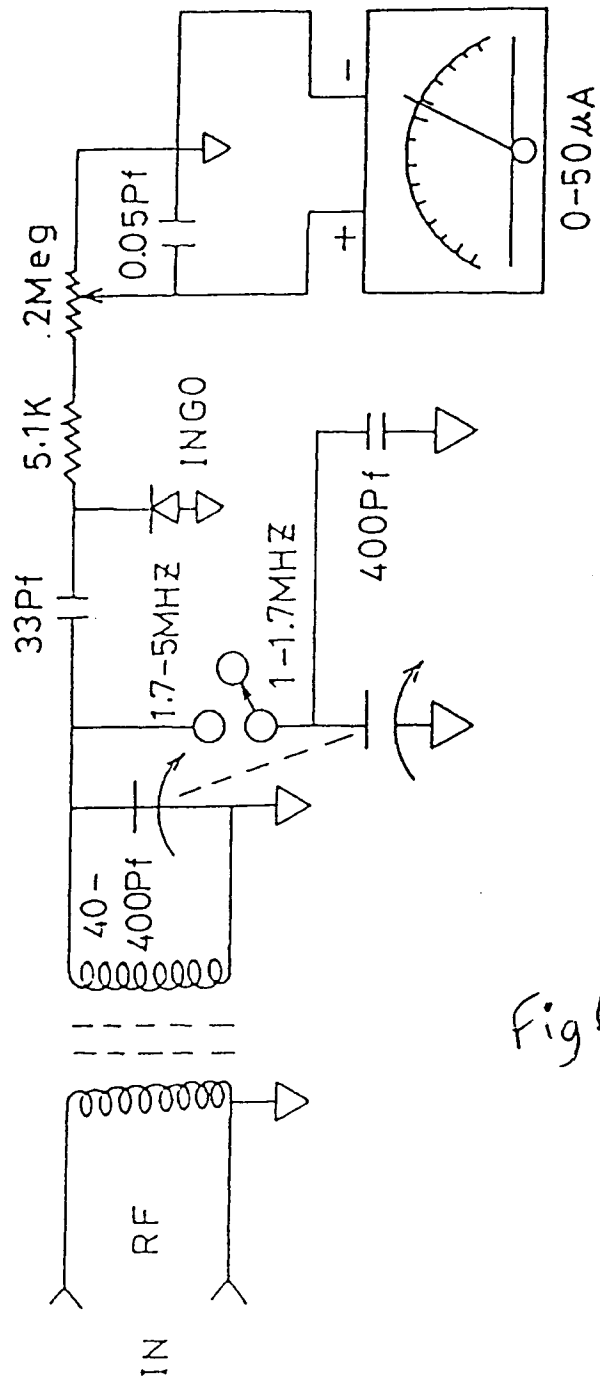 IN
RF
40-
400Pf
33Pf
5.1K
.2Meg
0.05Pf
ING0
1.7-5MHZ
1-1.7MHZ
400Pf
+
-
0-50µA
Fig